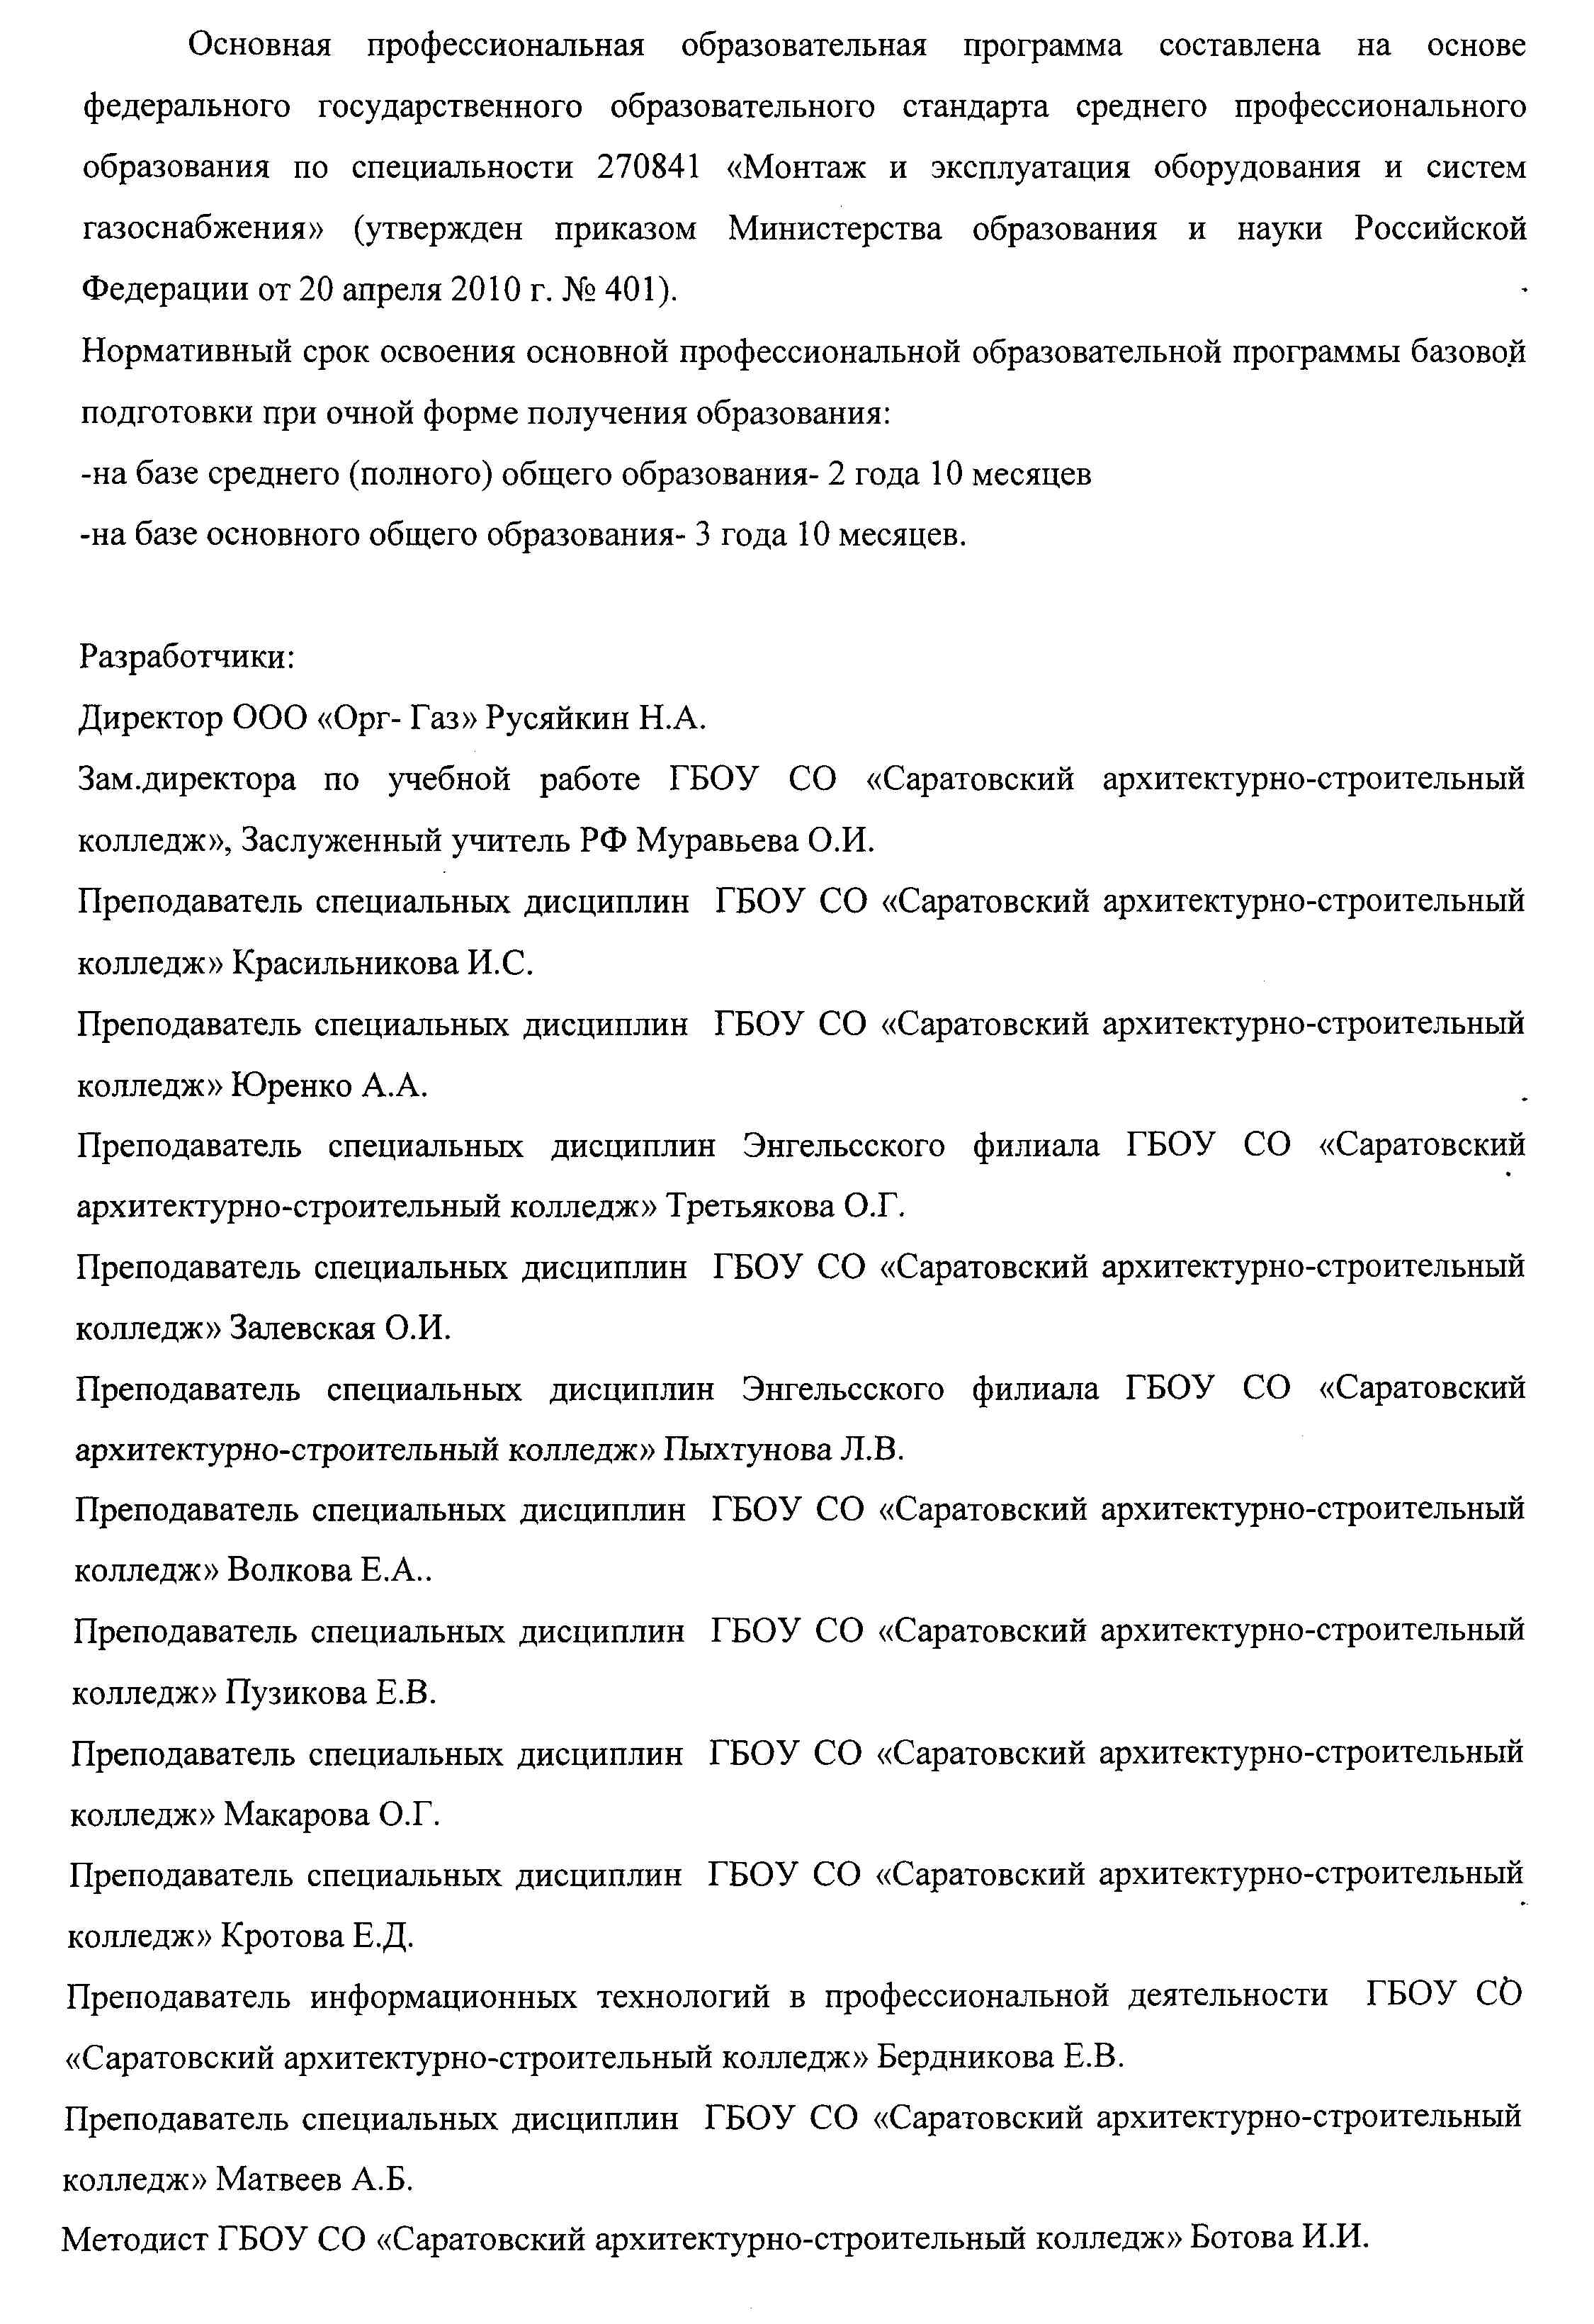 Основная профессиональная образовательная программа составлена на основе
федерального государственного образовательного стандарта среднего профессионального
образования по специальности 270841 «Монтаж и эксплуатация оборудования и систем
газоснабжения» (утвержден приказом Министерства образования и науки Российской
Федерации от 20 апреля 2010 г. № 401).
Нормативный срок освоения основной профессиональной образовательной программы базовой
подготовки при очной форме получения образования:
-на базе среднего (полного) общего образования- 2 года 10 месяцев
-на базе основного общего образования- 3 года 10 месяцев.
Разработчики:
Директор ООО «Орг- Газ» Русяйкин Н.А.
Зам.директора по учебной работе ГБОУ СО «Саратовский архитектурно-строительный
колледж», Заслуженный учитель РФ Муравьева О.И.
Преподаватель специальных дисциплин ГБОУ СО «Саратовский архитектурно-строительный
колледж» Красильникова И.С.
Преподаватель специальных дисциплин ГБОУ СО «Саратовский архитектурно-строительный
колледж» Юренко А.А.
Преподаватель специальных дисциплин Энгельсского филиала ГБОУ СО «Саратовский
архитектурно-строительный колледж» Третьякова О.Г.
Преподаватель специальных дисциплин ГБОУ СО «Саратовский архитектурно-строительный
колледж» Залевская О.И.
Преподаватель специальных дисциплин Энгельсского филиала ГБОУ СО «Саратовский
архитектурно-строительный колледж» Пыхтунова Л.В.
Преподаватель специальных дисциплин ГБОУ СО «Саратовский архитектурно-строительный
колледж» Волкова Е.А..
Преподаватель специальных дисциплин ГБОУ СО «Саратовский архитектурно-строительный
колледж» Пузикова Е.В.
Преподаватель специальных дисциплин ГБОУ СО «Саратовский архитектурно-строительный
колледж» Макарова О.Г.
Преподаватель специальных дисциплин ГБОУ СО «Саратовский архитектурно-строительный
колледж» Кротова Е.Д.
Преподаватель информационных технологий в профессиональной деятельности ГБОУ СО
«Саратовский архитектурно-строительный колледж» Бердникова Е.В.
Преподаватель специальных дисциплин ГБОУ СО «Саратовский архитектурно-строительный
колледж» Матвеев А.Б.
Методист ГБОУ СО «Саратовский архитектурно-строительный колледж» Ботова И.И.